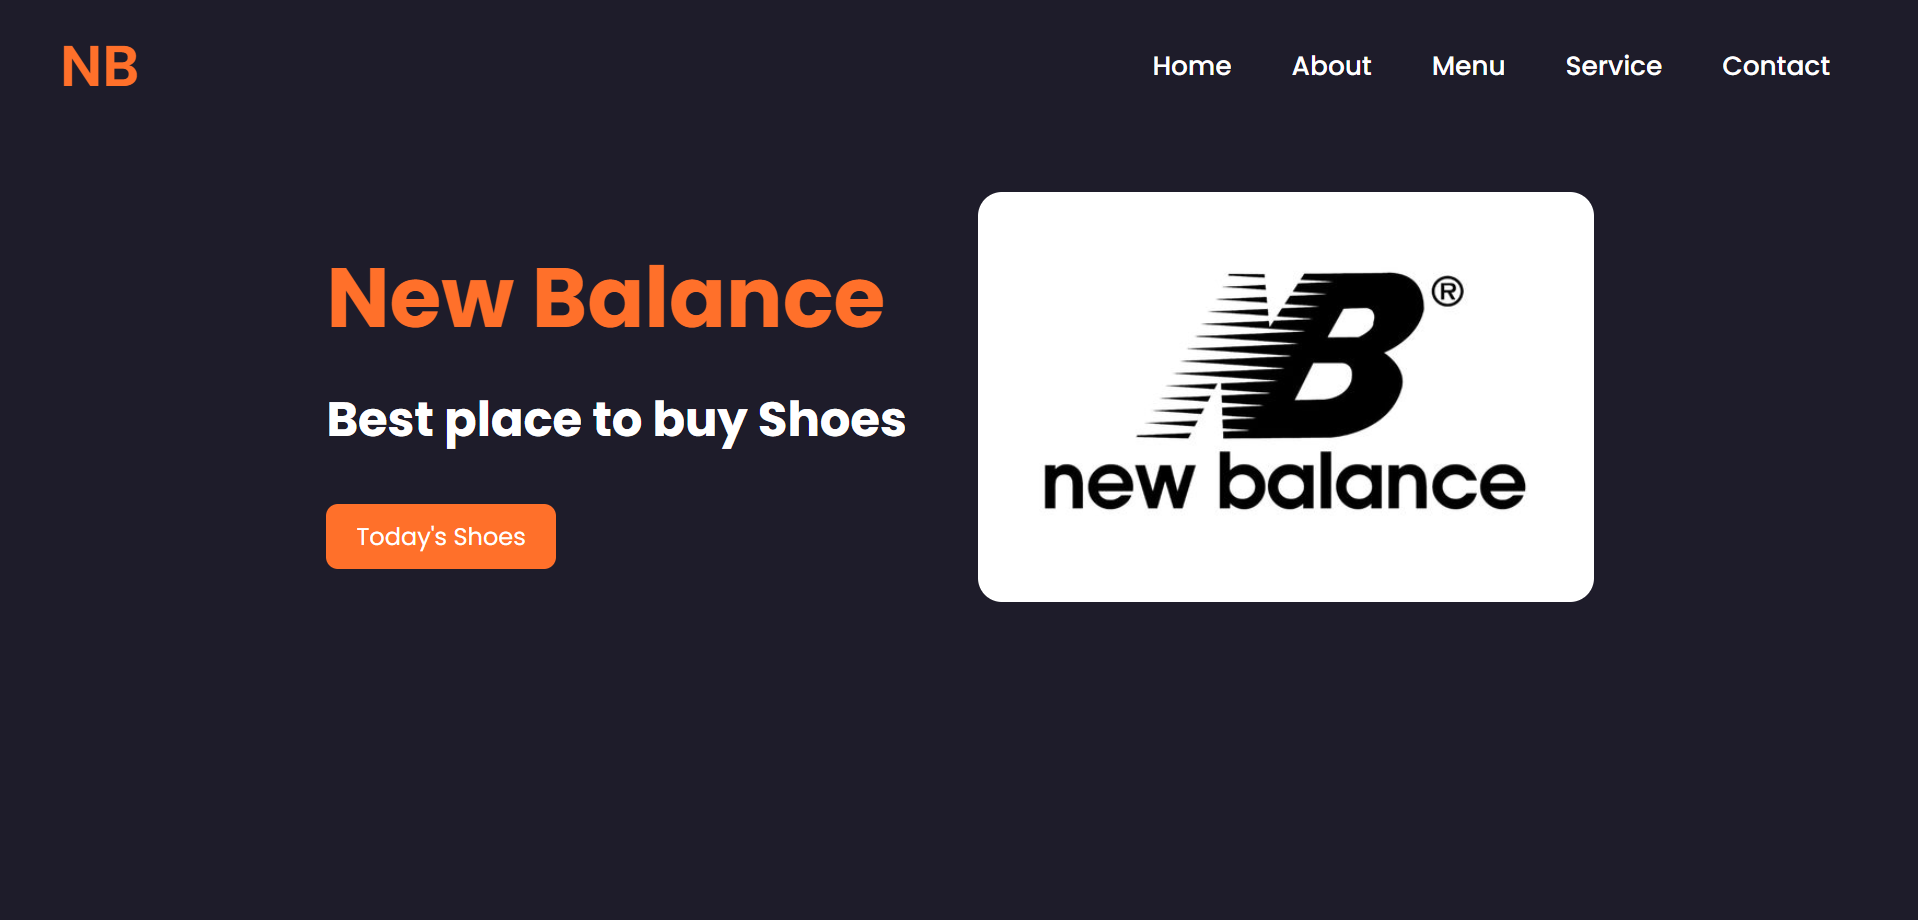 NB
Home About Menu Service Contact
New Balance
Best place to buy Shoes
Today's Shoes
NB®
new balance